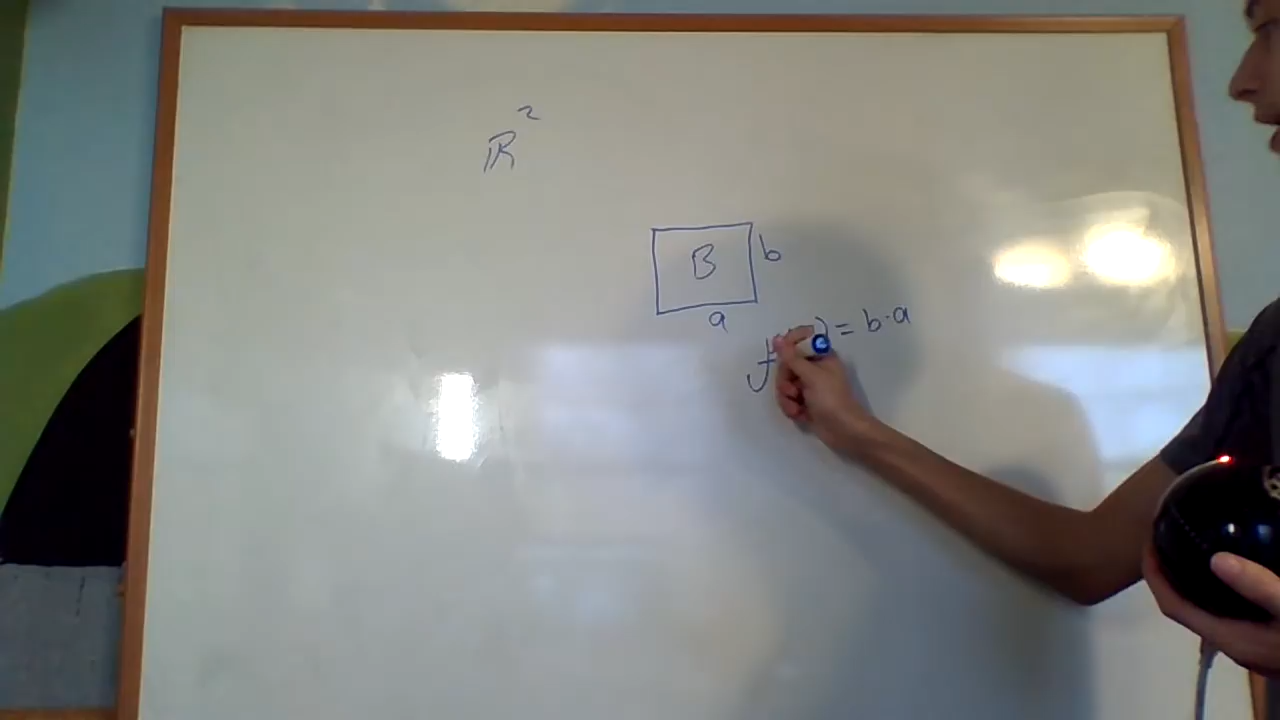 ℝ²
B
b
a
f ) = b·a